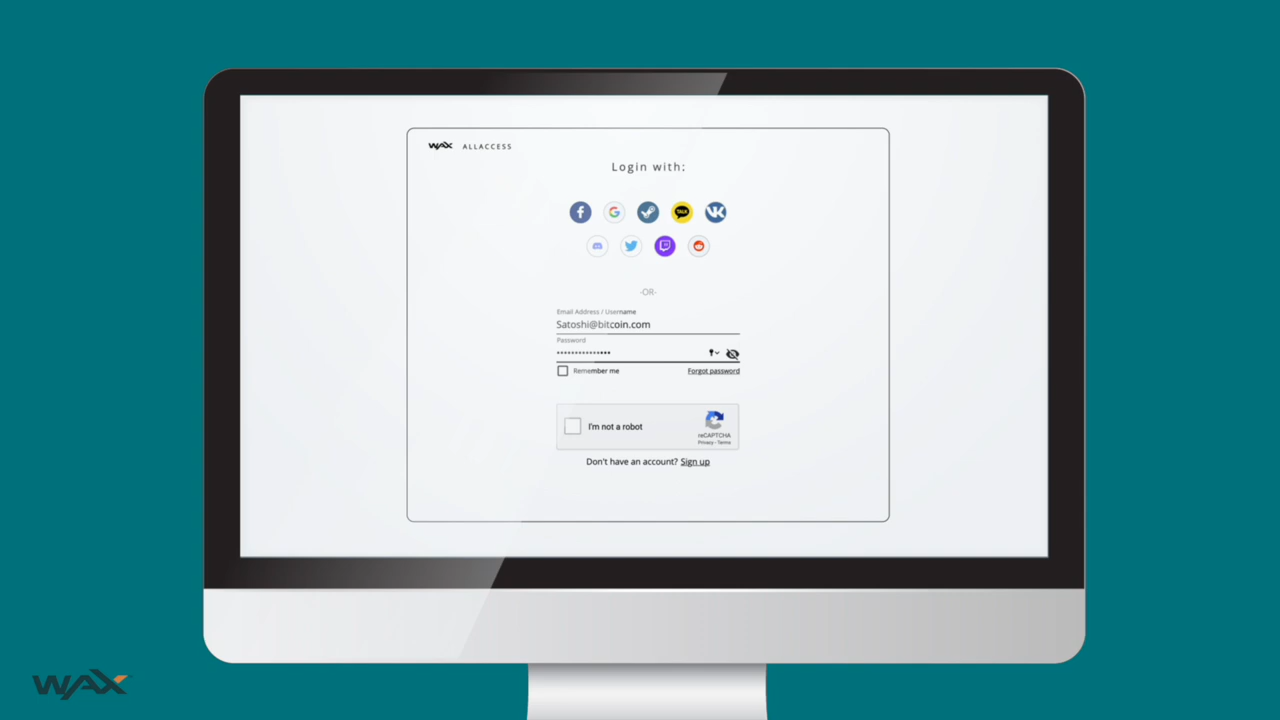 WAX ALLACCESS
Login with:
TALK
-OR-
Email Address / Username
Satoshi@bitcoin.com
Password
•••••••••••••••
Remember me Forgot password
I'm not a robot
reCAPTCHA
Privacy - Terms
Don't have an account? Sign up
WAX